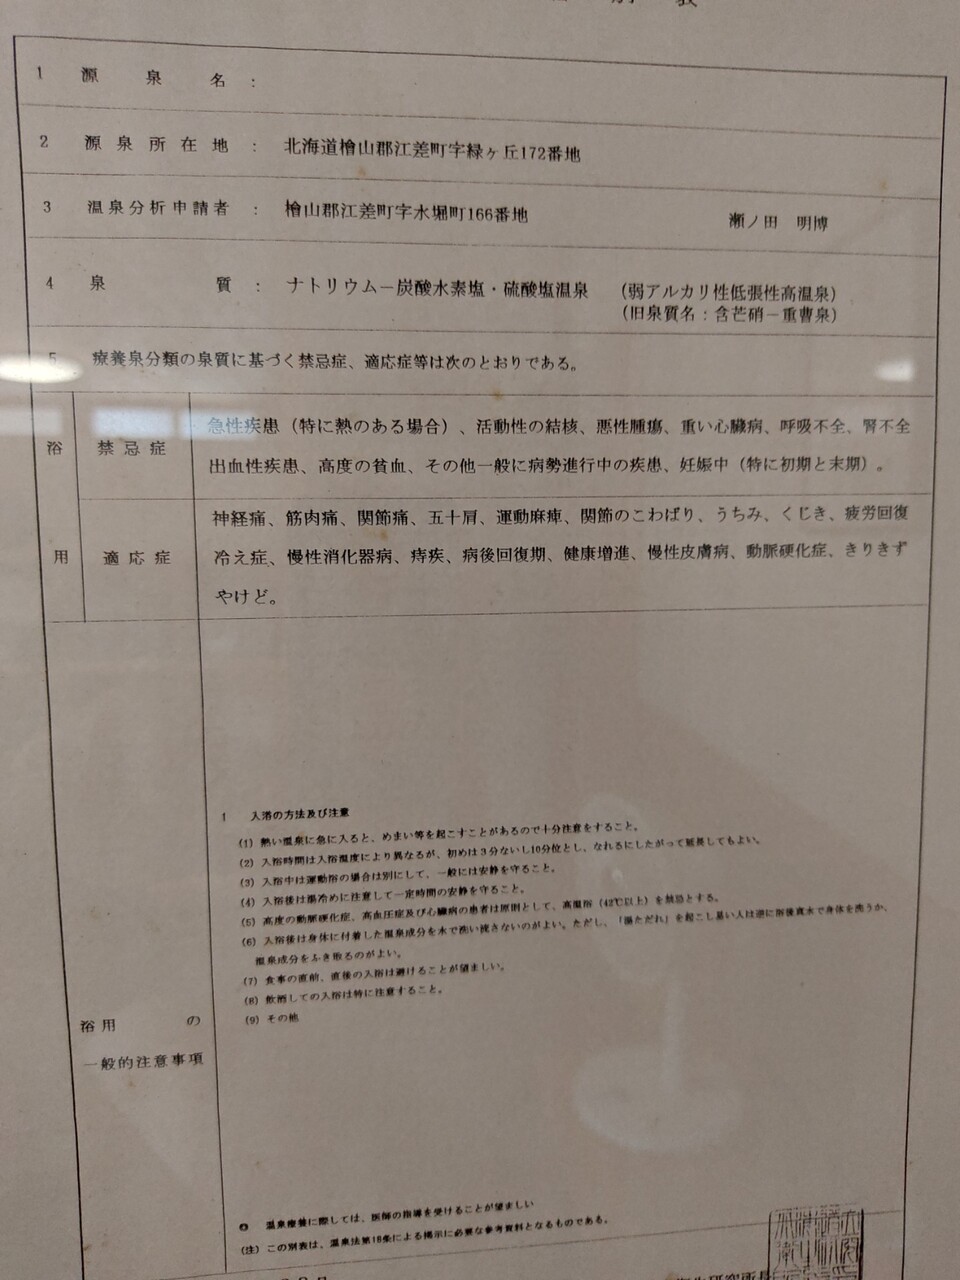 別表
1 源泉名：
2 源泉所在地： 北海道檜山郡江差町字緑ヶ丘172番地
3 温泉分析申請者： 檜山郡江差町字水堀町166番地 瀬ノ田 明博
4 泉質： ナトリウム－炭酸水素塩・硫酸塩温泉 (弱アルカリ性低張性高温泉)
(旧泉質名：含芒硝－重曹泉)
5 療養泉分類の泉質に基づく禁忌症、適応症等は次のとおりである。
浴用
禁忌症
急性疾患（特に熱のある場合）、活動性の結核、悪性腫瘍、重い心臓病、呼吸不全、腎不全
出血性疾患、高度の貧血、その他一般に病勢進行中の疾患、妊娠中（特に初期と末期）。
適応症
神経痛、筋肉痛、関節痛、五十肩、運動麻痺、関節のこわばり、うちみ、くじき、疲労回復
冷え症、慢性消化器病、痔疾、病後回復期、健康増進、慢性皮膚病、動脈硬化症、きりきず
やけど。
浴用の
一般的注意事項
1 入浴の方法及び注意
(1) 熱い温泉に急に入ると、めまい等を起こすことがあるので十分注意をすること。
(2) 入浴時間は入浴温度により異なるが、初めは３分ないし10分位とし、なれるにしたがって延長してもよい。
(3) 入浴中は運動浴の場合は別にして、一般には安静を守ること。
(4) 入浴後は湯冷めに注意して一定時間の安静を守ること。
(5) 高度の動脈硬化症、高血圧症及び心臓病の患者は原則として、高温浴（42℃以上）を禁忌とする。
(6) 入浴後は身体に付着した温泉成分を水で洗い流さないのがよい。ただし、「湯ただれ」を起こし易い人は逆に浴後真水で身体を洗うか、
温泉成分をふき取るのがよい。
(7) 食事の直前、直後の入浴は避けることが望ましい。
(8) 飲酒しての入浴は特に注意すること。
(9) その他
温泉療養に際しては、医師の指導を受けることが望ましい
(注) この別表は、温泉法第18条による掲示に必要な参考資料となるものである。